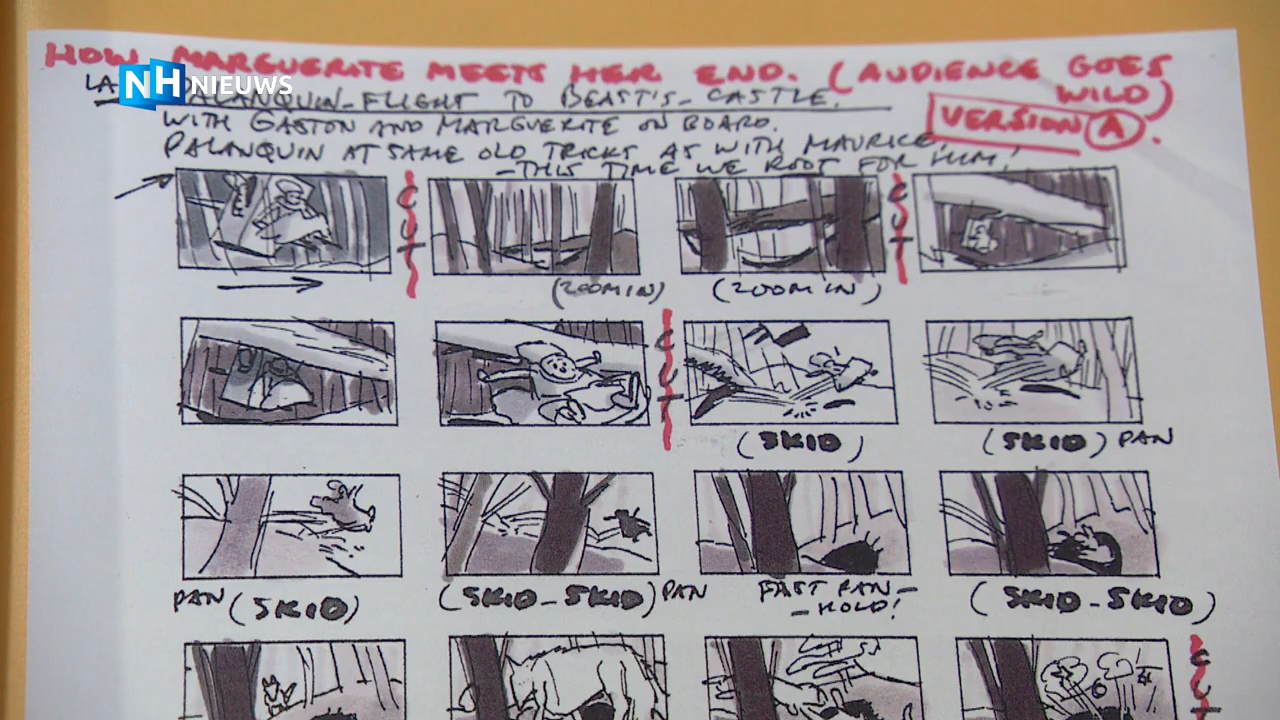 HOW MARGUERITE MEETS HER END. (AUDIENCE GOES WILD)
NH NIEUWS
PALANQUIN-FLIGHT TO BEAST'S-CASTLE.
VERSION A.
WITH GASTON AND MARGUERITE ON BOARD.
PALANQUIN AT SAME OLD TRICKS AS WITH MAURICE,
-THIS TIME WE ROOT FOR HIM!
CUT
CUT
(ZOOM IN) (ZOOM IN)
CUT
(SKID) (SKID) PAN
PAN (SKID) (SKID-SKID) PAN FAST PAN- (SKID-SKID)
-HOLD!
CUT